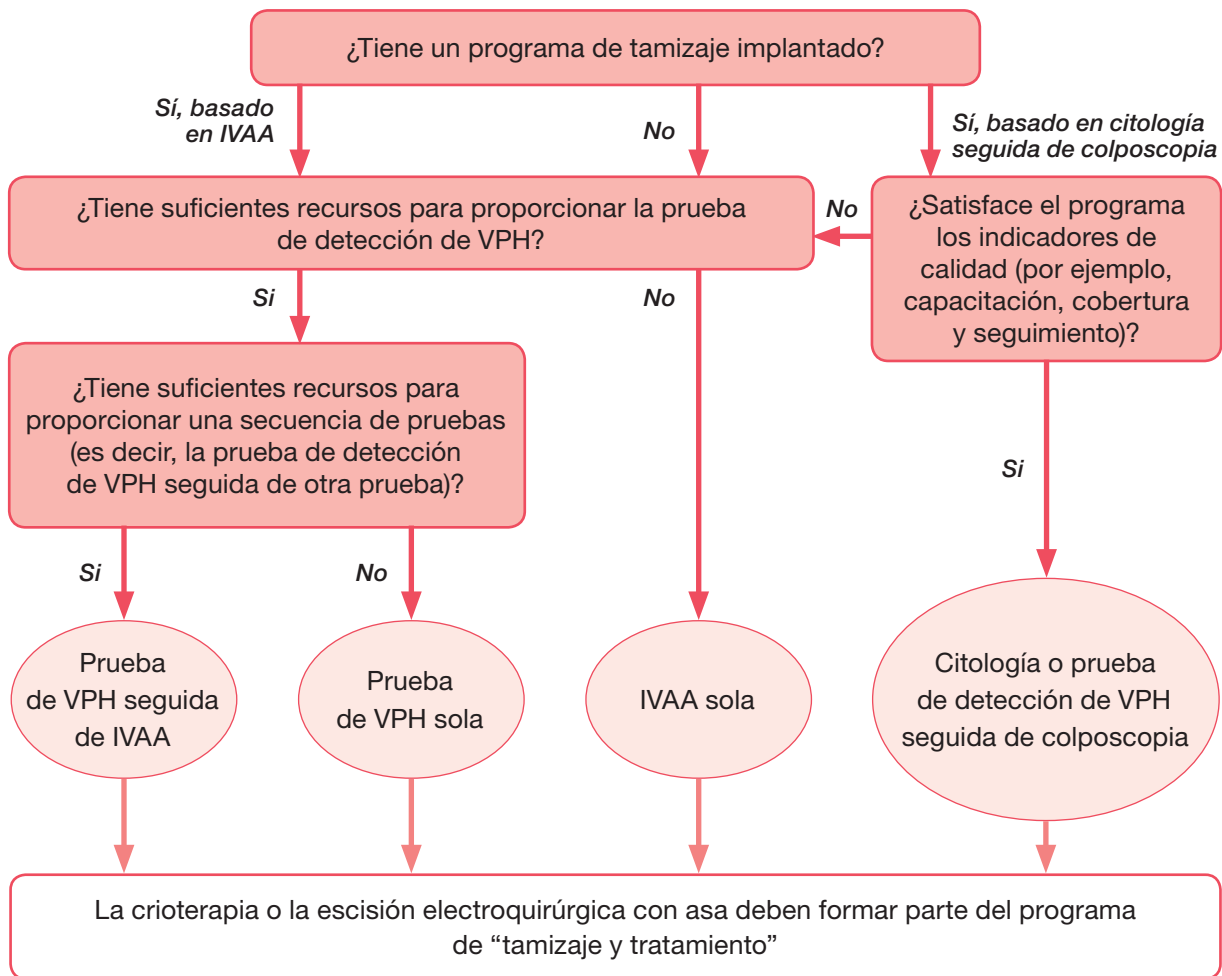 ¿Tiene un programa de tamizaje implantado?
Sí, basado
en IVAA
No
Sí, basado en citología
seguida de colposcopia
¿Tiene suficientes recursos para proporcionar la prueba
de detección de VPH?
No
¿Satisface el programa
los indicadores de
calidad (por ejemplo,
capacitación, cobertura
y seguimiento)?
Si
No
¿Tiene suficientes recursos para
proporcionar una secuencia de pruebas
(es decir, la prueba de detección
de VPH seguida de otra prueba)?
Si
Si
No
Prueba
de VPH seguida
de IVAA
Prueba
de VPH sola
IVAA sola
Citología o prueba
de detección de VPH
seguida de colposcopia
La crioterapia o la escisión electroquirúrgica con asa deben formar parte del programa
de “tamizaje y tratamiento”